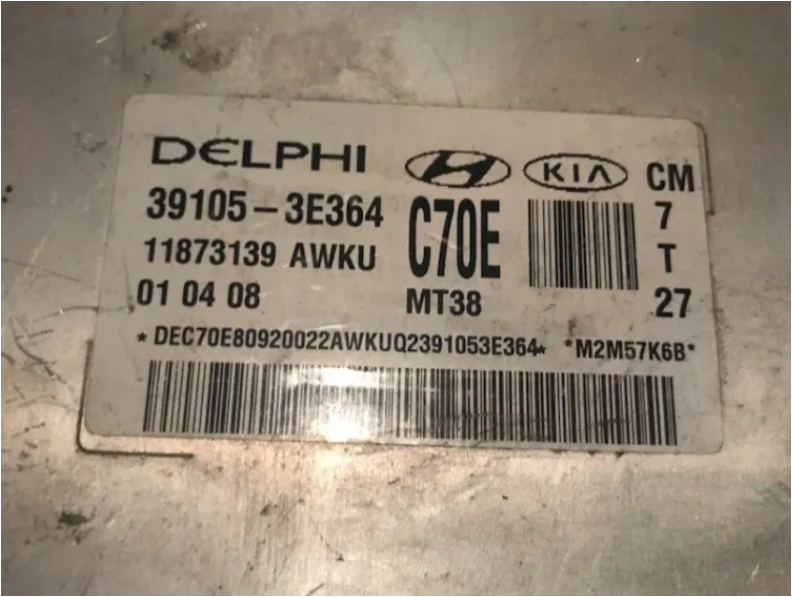 DELPHI KIA CM
39105-3E364 C70E 7
11873139 AWKU T
01 04 08 MT38 27
* DEC70E80920022AWKUQ2391053E364* *M2M57K6B*